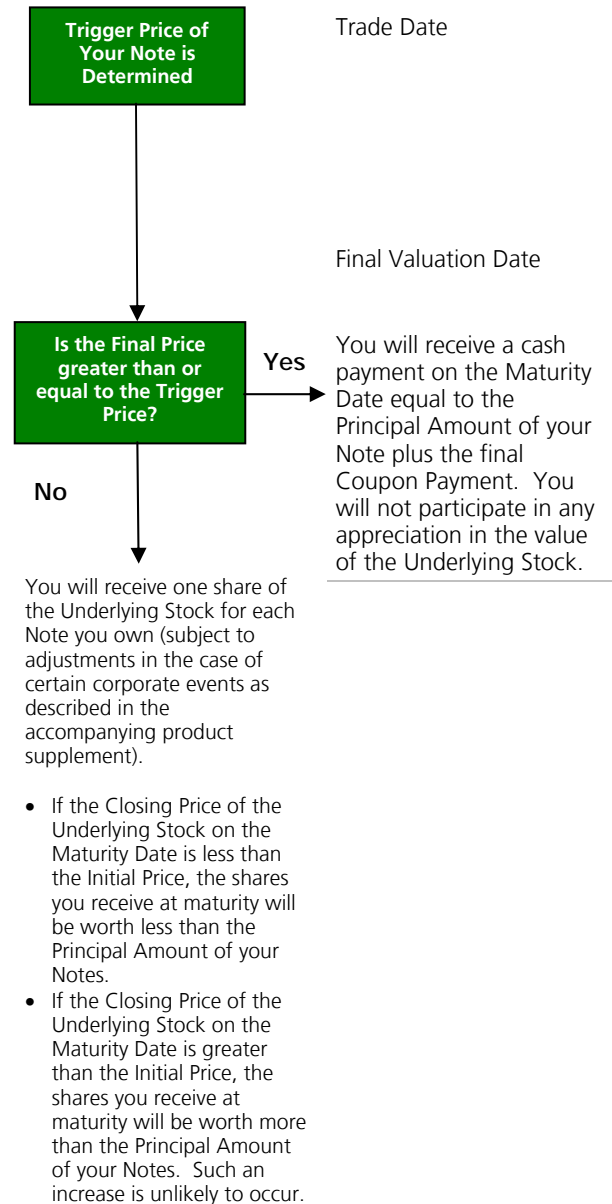 Trigger Price of
Your Note is
Determined
Trade Date
Final Valuation Date
Is the Final Price
greater than or
equal to the Trigger
Price?
Yes
You will receive a cash
payment on the Maturity
Date equal to the
Principal Amount of your
Note plus the final
Coupon Payment.  You
will not participate in any
appreciation in the value
of the Underlying Stock.
No
You will receive one share of
the Underlying Stock for each
Note you own (subject to
adjustments in the case of
certain corporate events as
described in the
accompanying product
supplement).
• If the Closing Price of the
Underlying Stock on the
Maturity Date is less than
the Initial Price, the shares
you receive at maturity will
be worth less than the
Principal Amount of your
Notes.
• If the Closing Price of the
Underlying Stock on the
Maturity Date is greater
than the Initial Price, the
shares you receive at
maturity will be worth more
than the Principal Amount
of your Notes.  Such an
increase is unlikely to occur.